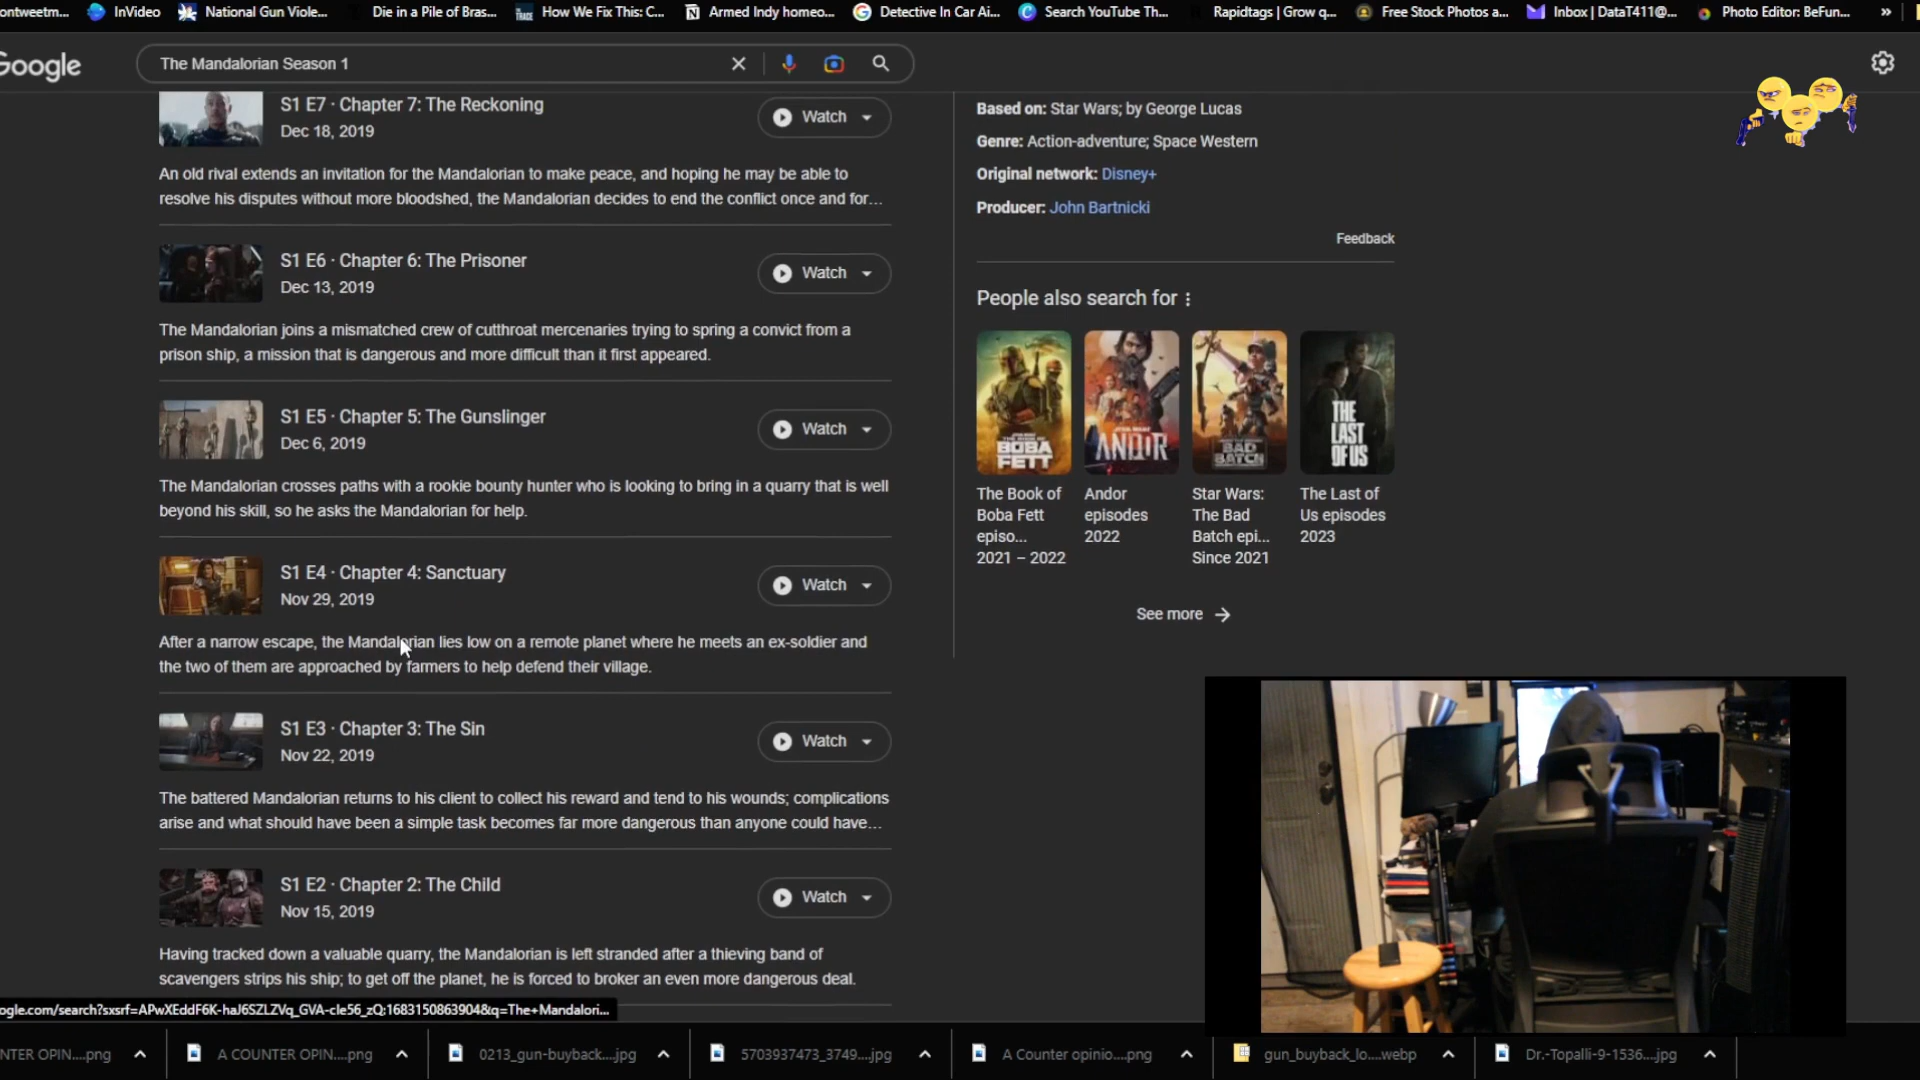 ontweetm...
InVideo
National Gun Viole...
Die in a Pile of Bras...
How We Fix This: C...
Armed Indy homeo...
Detective In Car Ai...
Search YouTube Th...
Rapidtags | Grow q...
Free Stock Photos a...
Inbox | DataT411@...
Photo Editor: BeFun...
Google
The Mandalorian Season 1
S1 E7 · Chapter 7: The Reckoning
Dec 18, 2019
Watch
An old rival extends an invitation for the Mandalorian to make peace, and hoping he may be able to
resolve his disputes without more bloodshed, the Mandalorian decides to end the conflict once and for...
S1 E6 · Chapter 6: The Prisoner
Dec 13, 2019
Watch
The Mandalorian joins a mismatched crew of cutthroat mercenaries trying to spring a convict from a
prison ship, a mission that is dangerous and more difficult than it first appeared.
S1 E5 · Chapter 5: The Gunslinger
Dec 6, 2019
Watch
The Mandalorian crosses paths with a rookie bounty hunter who is looking to bring in a quarry that is well
beyond his skill, so he asks the Mandalorian for help.
S1 E4 · Chapter 4: Sanctuary
Nov 29, 2019
Watch
After a narrow escape, the Mandalorian lies low on a remote planet where he meets an ex-soldier and
the two of them are approached by farmers to help defend their village.
S1 E3 · Chapter 3: The Sin
Nov 22, 2019
Watch
The battered Mandalorian returns to his client to collect his reward and tend to his wounds; complications
arise and what should have been a simple task becomes far more dangerous than anyone could have...
S1 E2 · Chapter 2: The Child
Nov 15, 2019
Watch
Having tracked down a valuable quarry, the Mandalorian is left stranded after a thieving band of
scavengers strips his ship; to get off the planet, he is forced to broker an even more dangerous deal.
Based on: Star Wars; by George Lucas
Genre: Action-adventure; Space Western
Original network: Disney+
Producer: John Bartnicki
Feedback
People also search for
BOBA
FETT
ANDOR
BAD
BATCH
THE
LAST
OF US
The Book of
Boba Fett
episo...
2021 – 2022
Andor
episodes
2022
Star Wars:
The Bad
Batch epi...
Since 2021
The Last of
Us episodes
2023
See more
ogle.com/search?sxsrf=APwXEddF6K-haJ6SZLZVq_GVA-cle56_zQ:1683150863904&q=The+Mandalori...
NTER OPIN....png
A COUNTER OPIN....png
0213_gun-buyback....jpg
5703937473_3749....jpg
A Counter opinio....png
gun_buyback_lo....webp
Dr.-Topalli-9-1536....jpg